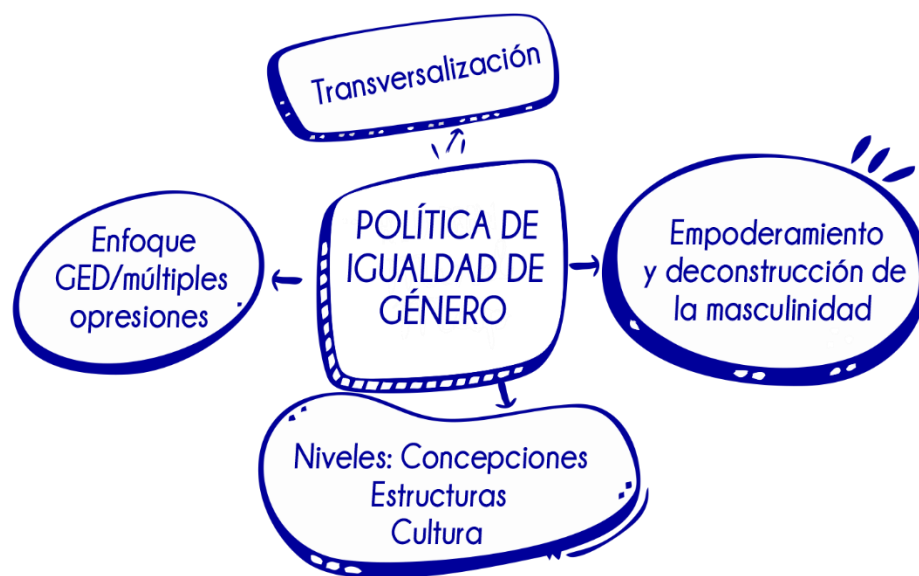 Transversalización
POLÍTICA DE
IGUALDAD DE
GÉNERO
Enfoque
GED/múltiples
opresiones
Empoderamiento
y deconstrucción de
la masculinidad
Niveles: Concepciones
Estructuras
Cultura